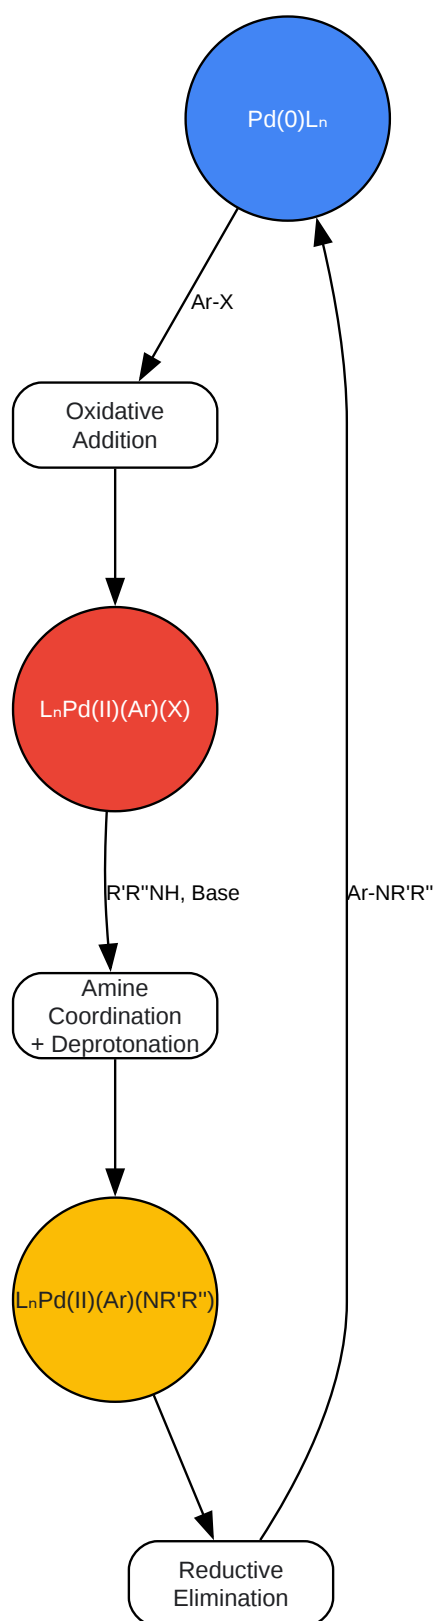 Pd(0)Lₙ
Ar-X
Oxidative
Addition
LₙPd(II)(Ar)(X)
R'R''NH, Base
Ar-NR'R''
Amine
Coordination
+ Deprotonation
LₙPd(II)(Ar)(NR'R'')
Reductive
Elimination